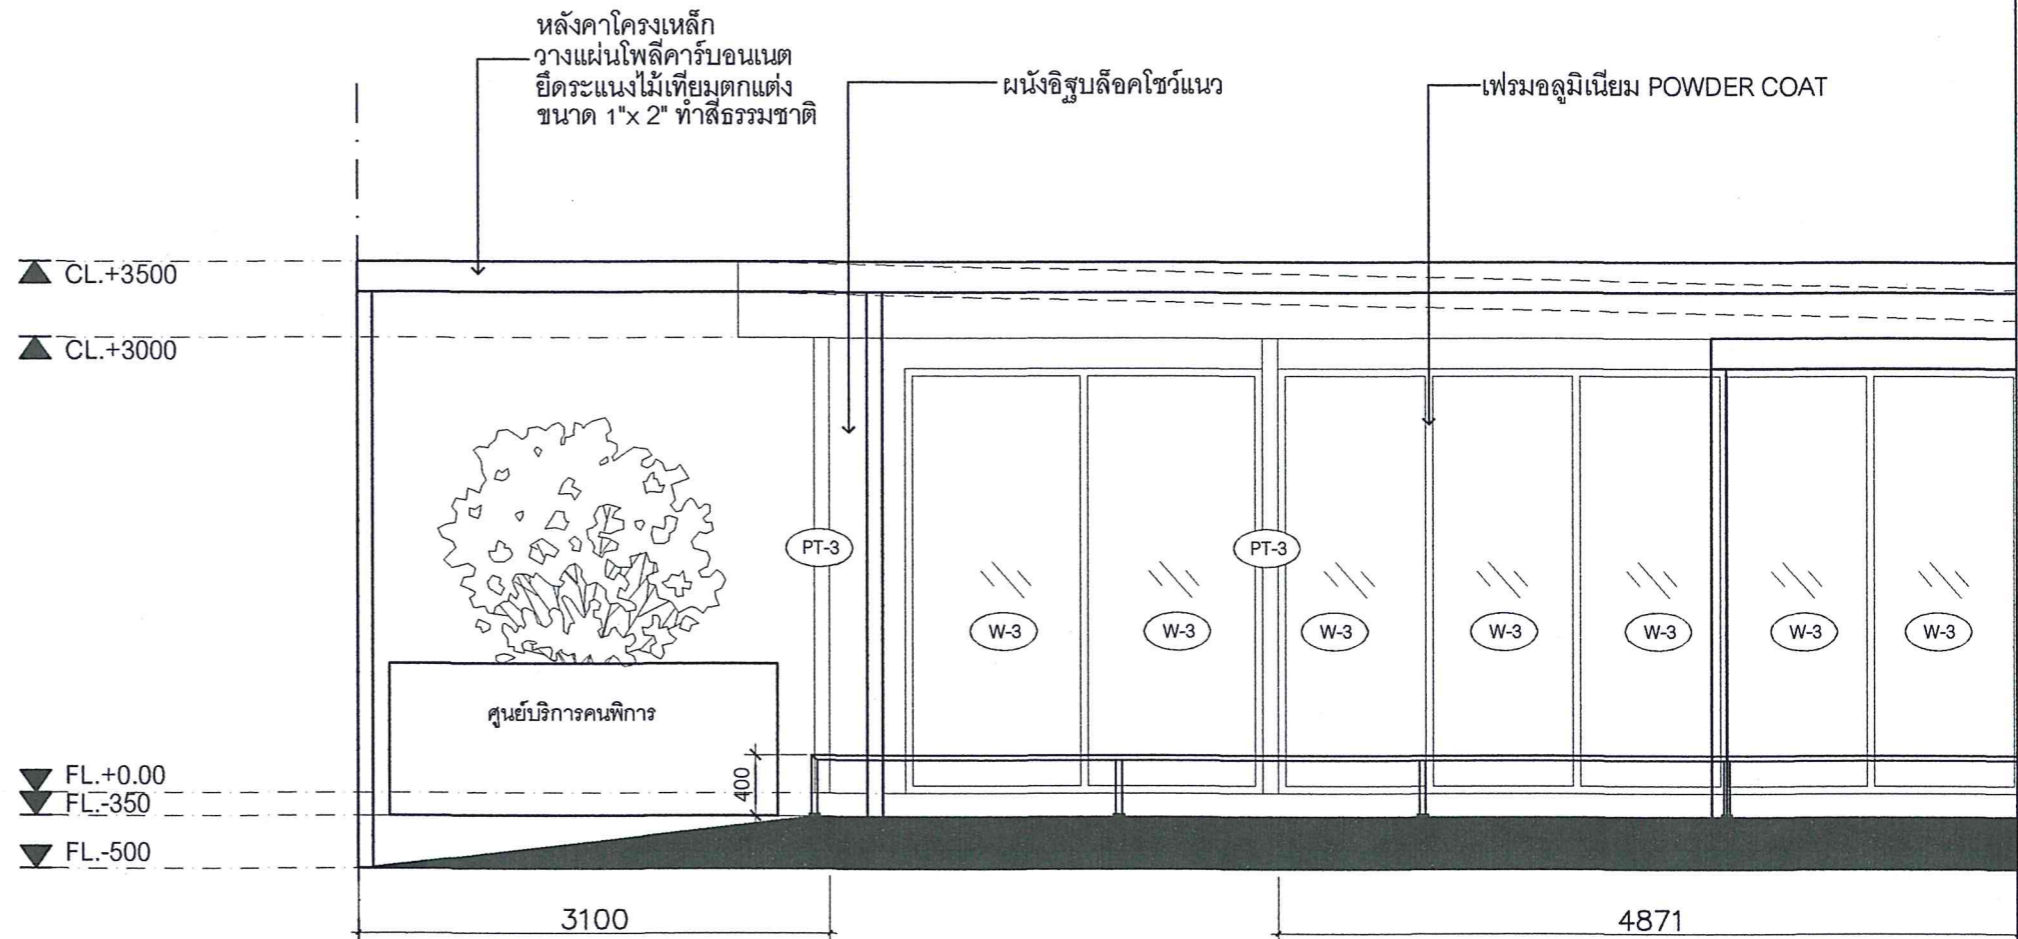 หลังคาโครงเหล็ก
วางแผ่นโพลีคาร์บอนเนต
ยึดระแนงไม้เทียมตกแต่ง
ขนาด 1"x 2" ทำสีธรรมชาติ
ผนังอิฐบล็อคโชว์แนว
เฟรมอลูมิเนียม POWDER COAT
CL.+3500
CL.+3000
PT-3
PT-3
W-3
W-3
W-3
W-3
W-3
W-3
W-3
ศูนย์บริการคนพิการ
400
FL.+0.00
FL.-350
FL.-500
3100
4871